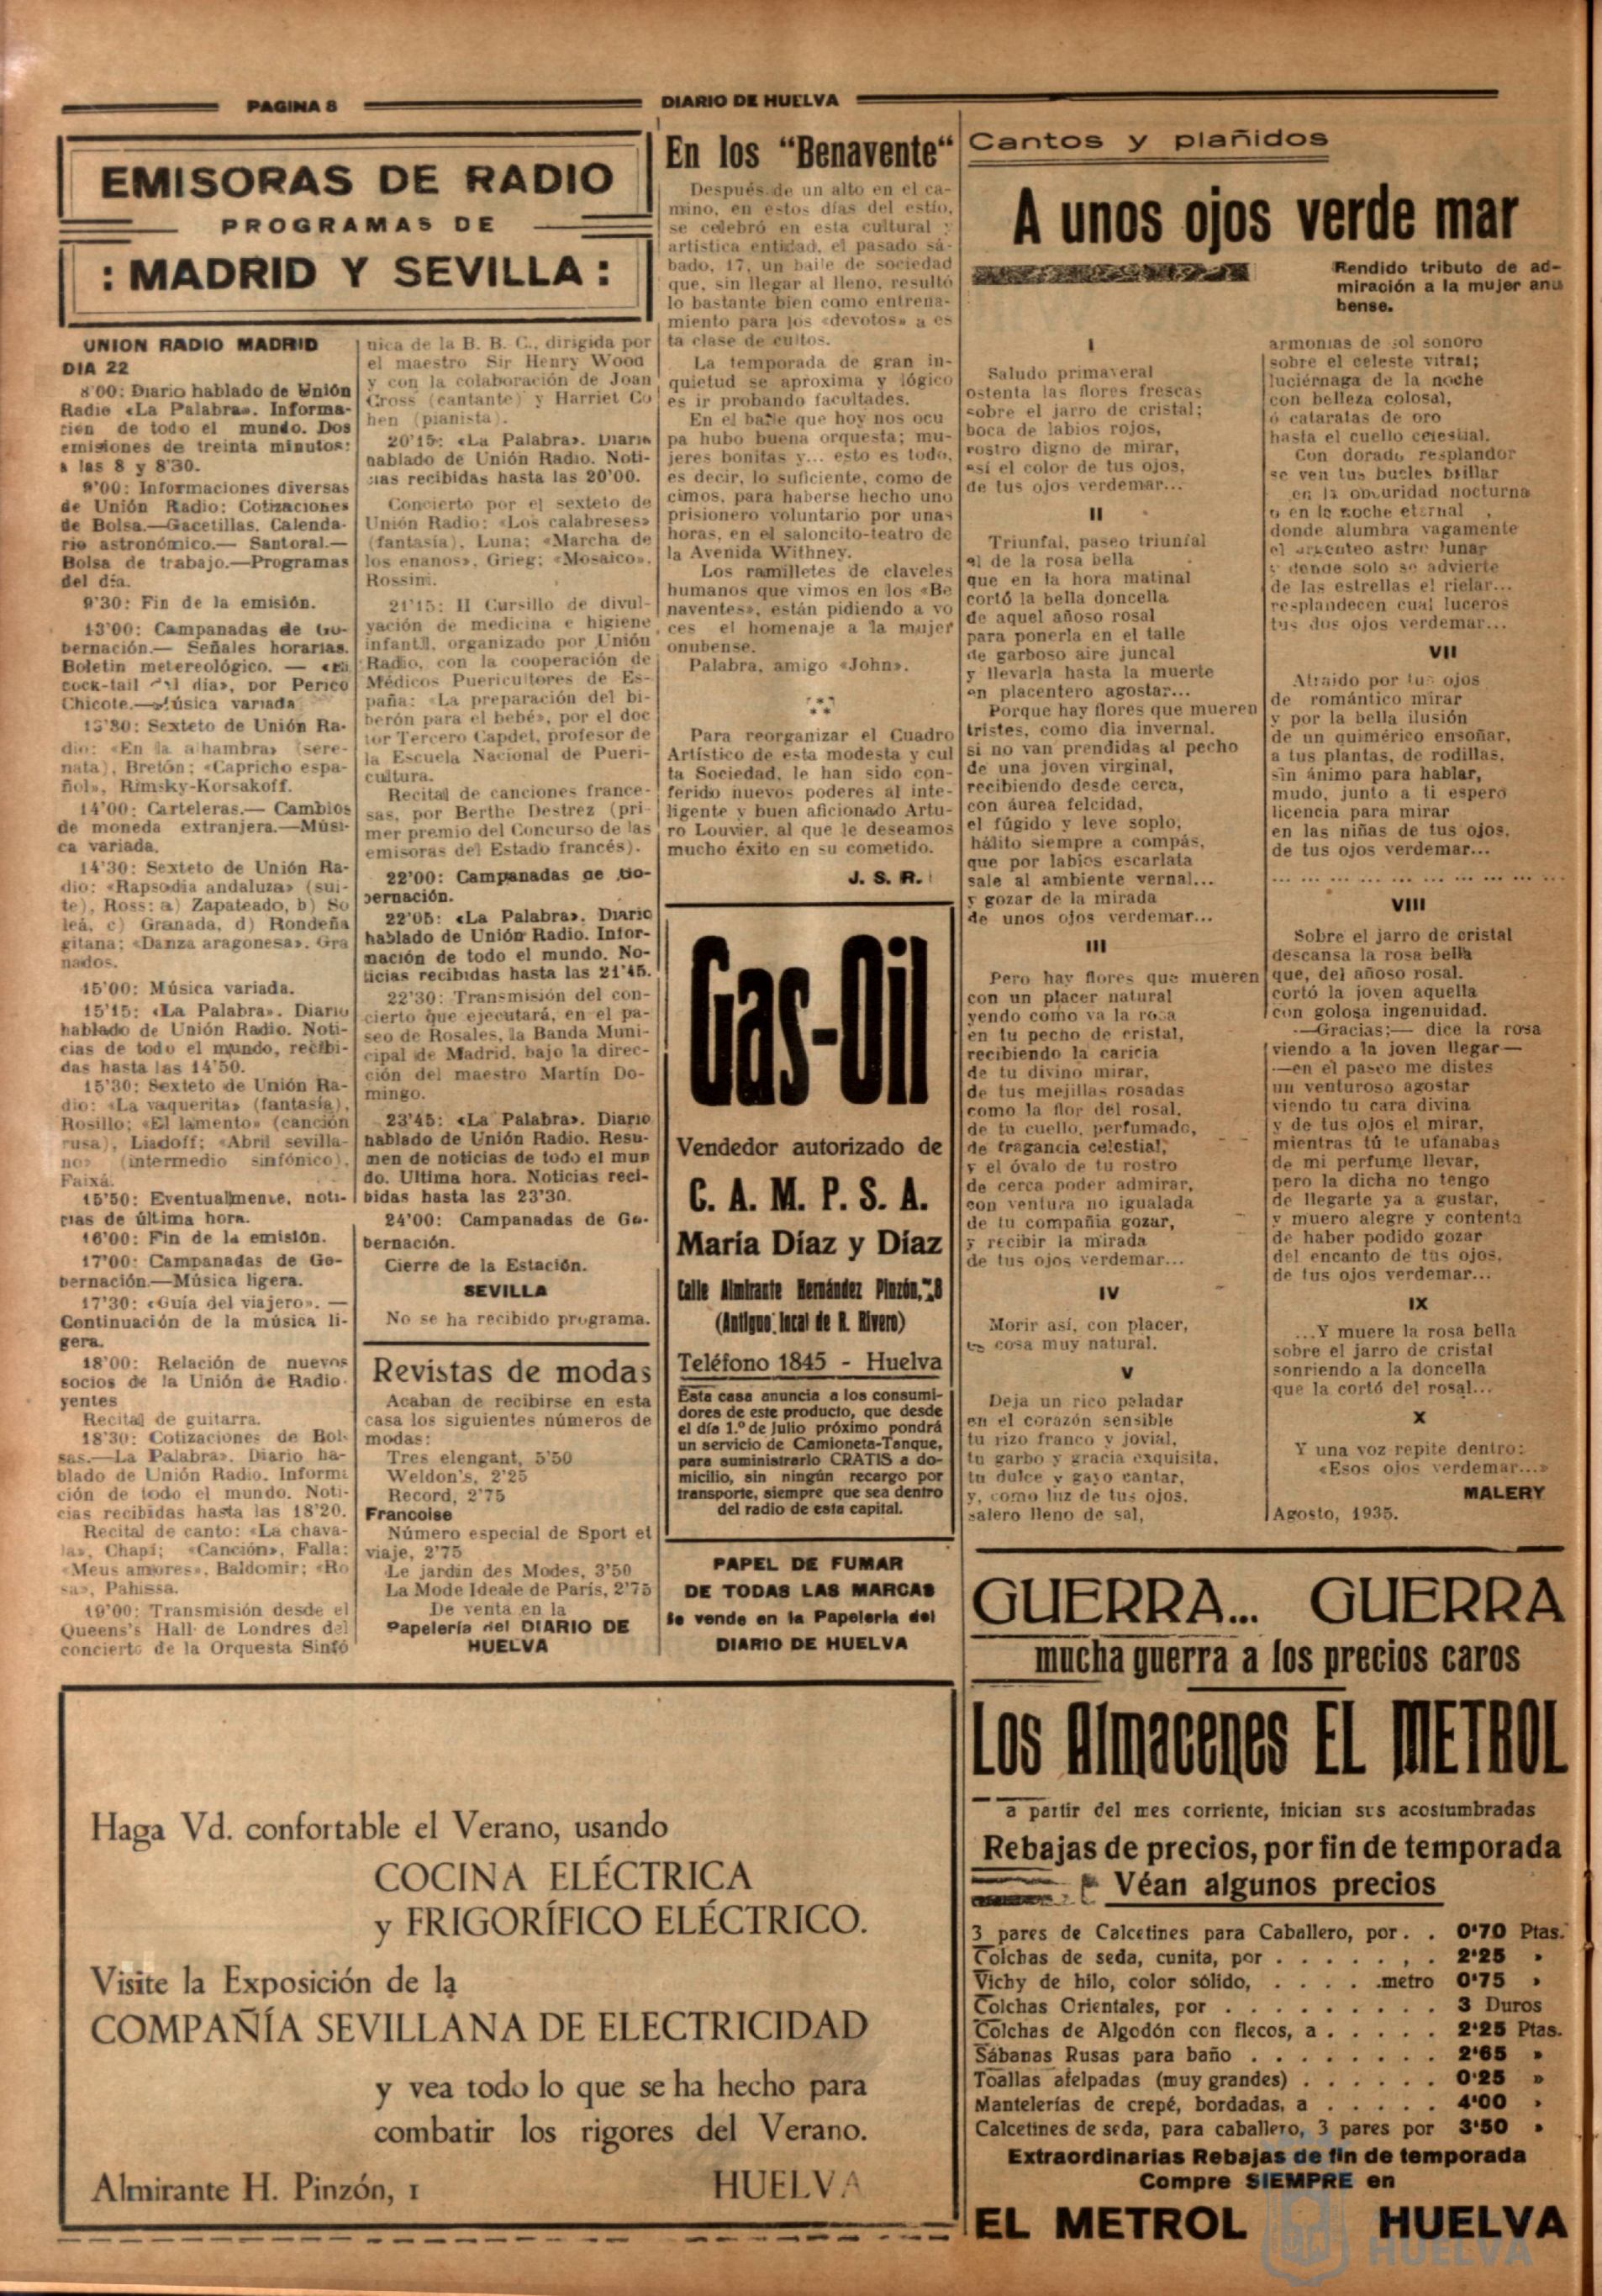 PAGINA 8
DIARIO DE HUELVA
EMISORAS DE RADIO
PROGRAMAS DE
: MADRID Y SEVILLA :
UNION RADIO MADRID
DIA 22
8'00: Diario hablado de Unión
Radio «La Palabra». Informa-
ción de todo el mundo. Dos
emisiones de treinta minutos:
a las 8 y 8'30.
9'00: Informaciones diversas
de Unión Radio: Cotizaciones
de Bolsa.—Gacetillas. Calenda-
rio astronómico.— Santoral.—
Bolsa de trabajo.—Programas
del día.
9'30: Fin de la emisión.
13'00: Campanadas de Go-
bernación.— Señales horarias.
Boletin metereológico. —
cock-tail día», por Perico
Chicote.—Música variada
13'30: Sexteto de Unión Ra-
dio: «En la alhambra» (sere-
nata), Bretón; «Capricho espa-
ñol», Rimsky-Korsakoff.
14'00: Carteleras.— Cambios
de moneda extranjera.—Músi-
ca variada.
14'30: Sexteto de Unión Ra-
dio: «Rapsodia andaluza» (sui-
te), Ross: a) Zapateado, b) So
leá, c) Granada, d) Rondeña
gitana; «Danza aragonesa». Gra
nados.
15'00: Música variada.
15'15: «La Palabra». Diario
hablado de Unión Radio. Noti-
cias de todo el mundo, recibi-
das hasta las 14'50.
15'30: Sexteto de Unión Ra-
dio: «La vaquerita» (fantasía),
Rosillo; «El lamento» (canción
rusa), Liadoff; «Abril sevilla-
no» (intermedio sinfónico),
Faixá.
15'50: Eventualmente, noti-
cias de última hora.
16'00: Fin de la emisión.
17'00: Campanadas de Go-
bernación.—Música ligera.
17'30: «Guía del viajero». —
Continuación de la música li-
gera.
18'00: Relación de nuevos
socios de la Unión de Radio-
yentes
Recital de guitarra.
18'30: Cotizaciones de Bol-
sas.—La Palabra». Diario ha-
blado de Unión Radio. Informa
ción de todo el mundo. Noti-
cias recibidas hasta las 18'20.
Recital de canto: «La chava-
la», Chapí; «Canción», Falla;
«Meus amores», Baldomir; «Ro
sa», Pahissa.
19'00: Transmisión desde el
Queens's Hall de Londres del
concierto de la Orquesta Sinfó
nica de la B. B. C., dirigida por
el maestro Sir Henry Wood
y con la colaboración de Joan
Cross (cantante) y Harriet Co
hen (pianista).
20'15: «La Palabra». Diario
hablado de Unión Radio. Noti-
cias recibidas hasta las 20'00.
Concierto por el sexteto de
Unión Radio: «Los calabreses»
(fantasía), Luna; «Marcha de
los enanos», Grieg; «Mosaico»,
Rossini.
21'15: II Cursillo de divul-
gación de medicina e higiene
infantil, organizado por Unión
Radio, con la cooperación de
Médicos Puericultores de Es-
paña: «La preparación del bi-
berón para el bebé», por el doc
tor Tercero Capdet, profesor de
la Escuela Nacional de Pueri-
cultura.
Recital de canciones france-
sas, por Berthe Destrez (pri-
mer premio del Concurso de las
emisoras del Estado francés).
22'00: Campanadas de Go-
bernación.
22'05: «La Palabra». Diario
hablado de Unión Radio. Infor-
mación de todo el mundo. No-
ticias recibidas hasta las 21'45.
22'30: Transmisión del con-
cierto que ejecutará, en el pa-
seo de Rosales, la Banda Muni-
cipal de Madrid, bajo la direc-
ción del maestro Martín Do-
mingo.
23'45: «La Palabra». Diario
hablado de Unión Radio. Resu-
men de noticias de todo el mun
do. Ultima hora. Noticias reci-
bidas hasta las 23'30.
24'00: Campanadas de Go-
bernación.
Cierre de la Estación.
SEVILLA
No se ha recibido programa.
Revistas de modas
Acaban de recibirse en esta
casa los siguientes números de
modas:
Tres elengant, 5'50
Weldon's, 2'25
Record, 2'75
Francoise
Número especial de Sport et
viaje, 2'75
Le jardin des Modes, 3'50
La Mode Ideale de París, 2'75
De venta en la
Papelería del DIARIO DE
HUELVA
En los "Benavente"
Después de un alto en el ca-
mino, en estos días del estío,
se celebró en esta cultural y
artística entidad, el pasado sá-
bado, 17, un baile de sociedad
que, sin llegar al lleno, resultó
lo bastante bien como entrena-
miento para los «devotos» a es
ta clase de cultos.
La temporada de gran in-
quietud se aproxima y lógico
es ir probando facultades.
En el baile que hoy nos ocu
pa hubo buena orquesta; mu-
jeres bonitas y... esto es todo,
es decir, lo suficiente, como de
cimos, para haberse hecho uno
prisionero voluntario por unas
horas, en el saloncito-teatro de
la Avenida Withney.
Los ramilletes de claveles
humanos que vimos en los «Be
naventes», están pidiendo a vo
ces el homenaje a la mujer
onubense.
Palabra, amigo «John».
Para reorganizar el Cuadro
Artístico de esta modesta y cul
ta Sociedad, le han sido con-
ferido nuevos poderes al inte-
ligente y buen aficionado Artu-
ro Louvier, al que le deseamos
mucho éxito en su cometido.
J. S. R.
Gas-Oil
Vendedor autorizado de
C. A. M. P. S. A.
María Díaz y Díaz
Calle Almirante Hernández Pinzón, 28
(Antiguo local de R. Rivero)
Teléfono 1845 - Huelva
Esta casa anuncia a los consumi-
dores de este producto, que desde
el día 1.º de Julio próximo pondrá
un servicio de Camioneta-Tanque,
para suministrarlo GRATIS a do-
micilio, sin ningún recargo por
transporte, siempre que sea dentro
del radio de esta capital.
PAPEL DE FUMAR
DE TODAS LAS MARCAS
Se vende en la Papelería del
DIARIO DE HUELVA
Cantos y plañidos
A unos ojos verde mar
Rendido tributo de ad-
miración a la mujer onu
bense.
I
Saludo primaveral
ostenta las flores frescas
sobre el jarro de cristal;
boca de labios rojos,
rostro digno de mirar,
así el color de tus ojos,
de tus ojos verdemar...
II
Triunfal, paseo triunfal
el de la rosa bella
que en la hora matinal
cortó la bella doncella
de aquel añoso rosal
para ponerla en el talle
de garboso aire juncal
y llevarla hasta la muerte
en placentero agostar...
Porque hay flores que mueren
tristes, como dia invernal,
si no van prendidas al pecho
de una joven virginal,
recibiendo desde cerca,
con áurea felcidad,
el fúgido y leve soplo,
hálito siempre a compás,
que por labios escarlata
sale al ambiente vernal...
y gozar de la mirada
de unos ojos verdemar...
III
Pero hay flores que mueren
con un placer natural
yendo como va la rosa
en tu pecho de cristal,
recibiendo la caricia
de tu divino mirar,
de tus mejillas rosadas
como la flor del rosal,
de tu cuello, perfumado,
de fragancia celestial,
y el óvalo de tu rostro
de cerca poder admirar,
con ventura no igualada
de tu compañía gozar,
y recibir la mirada
de tus ojos verdemar...
IV
Morir así, con placer,
es cosa muy natural.
V
Deja un rico paladar
en el corazón sensible
tu rizo franco y jovial,
tu garbo y gracia exquisita,
tu dulce y gayo cantar,
y, como luz de tus ojos,
salero lleno de sal,
armonias de sol sonoro
sobre el celeste vitral;
luciérnaga de la noche
con belleza colosal,
ó cataratas de oro
hasta el cuello celestial.
Con dorado resplandor
se ven tus bucles brillar
en la obscuridad nocturna
o en la noche eternal
donde alumbra vagamente
el argenteo astro lunar
y donde solo se advierte
de las estrellas el rielar...
resplandecen cual luceros
tus dos ojos verdemar...
VII
Atraido por tus ojos
de romántico mirar
y por la bella ilusión
de un quimérico ensoñar,
a tus plantas, de rodillas,
sin ánimo para hablar,
mudo, junto a ti espero
licencia para mirar
en las niñas de tus ojos,
de tus ojos verdemar...
... ... ... ... ... ... ... ... ... ...
VIII
Sobre el jarro de cristal
descansa la rosa bella
que, del añoso rosal.
cortó la joven aquella
con golosa ingenuidad.
—Gracias;— dice la rosa
viendo a la joven llegar—
—en el paseo me distes
un venturoso agostar
viendo tu cara divina
y de tus ojos el mirar,
mientras tú te ufanabas
de mi perfume llevar,
pero la dicha no tengo
de llegarte ya a gustar,
y muero alegre y contenta
de haber podido gozar
del encanto de tus ojos,
de tus ojos verdemar...
IX
...Y muere la rosa bella
sobre el jarro de cristal
sonriendo a la doncella
que la cortó del rosal...
X
Y una voz repite dentro:
«Esos ojos verdemar...»
MALERY
Agosto, 1935.
GUERRA... GUERRA
mucha guerra a los precios caros
Los Almacenes EL METROL
a partir del mes corriente, inician sus acostumbradas
Rebajas de precios, por fin de temporada
Véan algunos precios
3 pares de Calcetines para Caballero, por . . 0'70 Ptas.
Colchas de seda, cunita, por . . . . . , . 2'25 »
Vichy de hilo, color sólido, . . . . . metro 0'75 »
Colchas Orientales, por . . . . . . . . . . 3 Duros
Colchas de Algodón con flecos, a . . . . . 2'25 Ptas.
Sábanas Rusas para baño . . . . . . . . 2'65 »
Toallas afelpadas (muy grandes) . . . . . . 0'25 »
Mantelerías de crepé, bordadas, a . . . . . 4'00 »
Calcetines de seda, para caballero, 3 pares por 3'50 »
Extraordinarias Rebajas de fin de temporada
Compre SIEMPRE en
EL METROL HUELVA
HUELVA
Haga Vd. confortable el Verano, usando
COCINA ELÉCTRICA
y FRIGORÍFICO ELÉCTRICO.
Visite la Exposición de la
COMPAÑÍA SEVILLANA DE ELECTRICIDAD
y vea todo lo que se ha hecho para
combatir los rigores del Verano.
Almirante H. Pinzón, 1 HUELVA